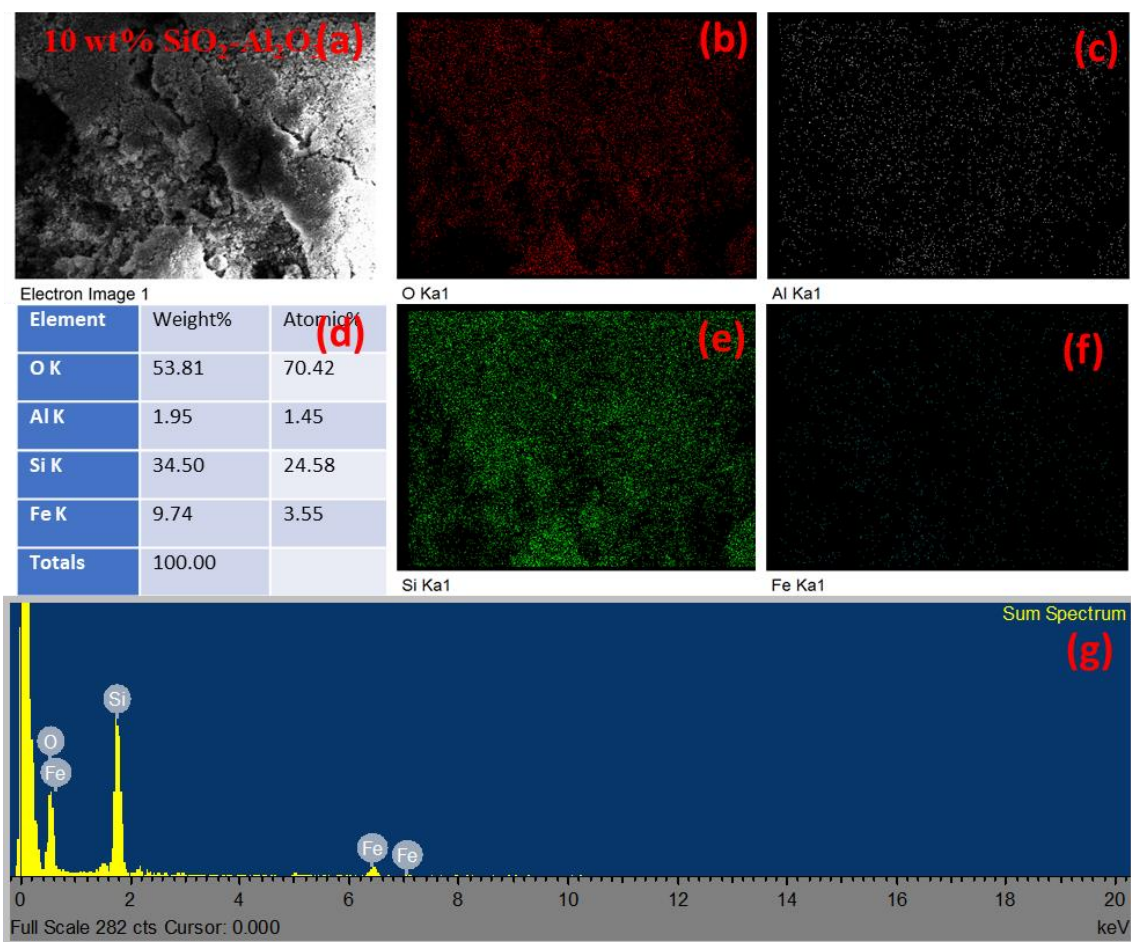 10 wt% SiO₂-Al₂O (a)
(b)
(c)
Electron Image 1
O Ka1
Al Ka1
Element Weight% Atomic%
(d)
O K 53.81 70.42
Al K 1.95 1.45
Si K 34.50 24.58
Fe K 9.74 3.55
Totals 100.00
(e)
(f)
Si Ka1
Fe Ka1
Sum Spectrum
(g)
Si
O
Fe
Fe
Fe
0 2 4 6 8 10 12 14 16 18 20
Full Scale 282 cts Cursor: 0.000
keV